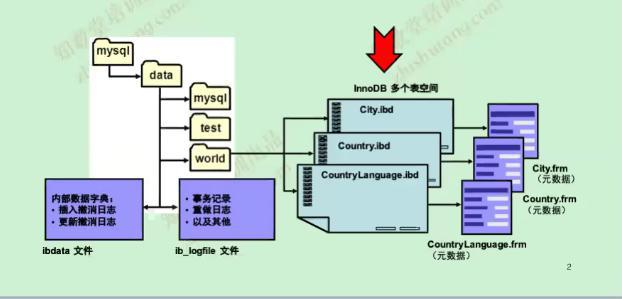 mysql
data
mysql
test
world
InnoDB 多个表空间
City.ibd
Country.ibd
CountryLanguage.ibd
City.frm
（元数据）
Country.frm
（元数据）
CountryLanguage.frm
（元数据）
内部数据字典：
• 插入撤消日志
• 更新撤消日志
ibdata 文件
• 事务记录
• 重做日志
• 以及其他
ib_logfile 文件
2